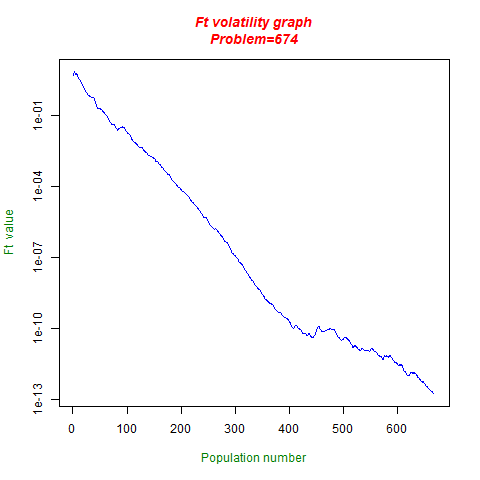 Ft volatility graph
Problem=674
Ft value
1e-01
1e-04
1e-07
1e-10
1e-13
0 100 200 300 400 500 600
Population number